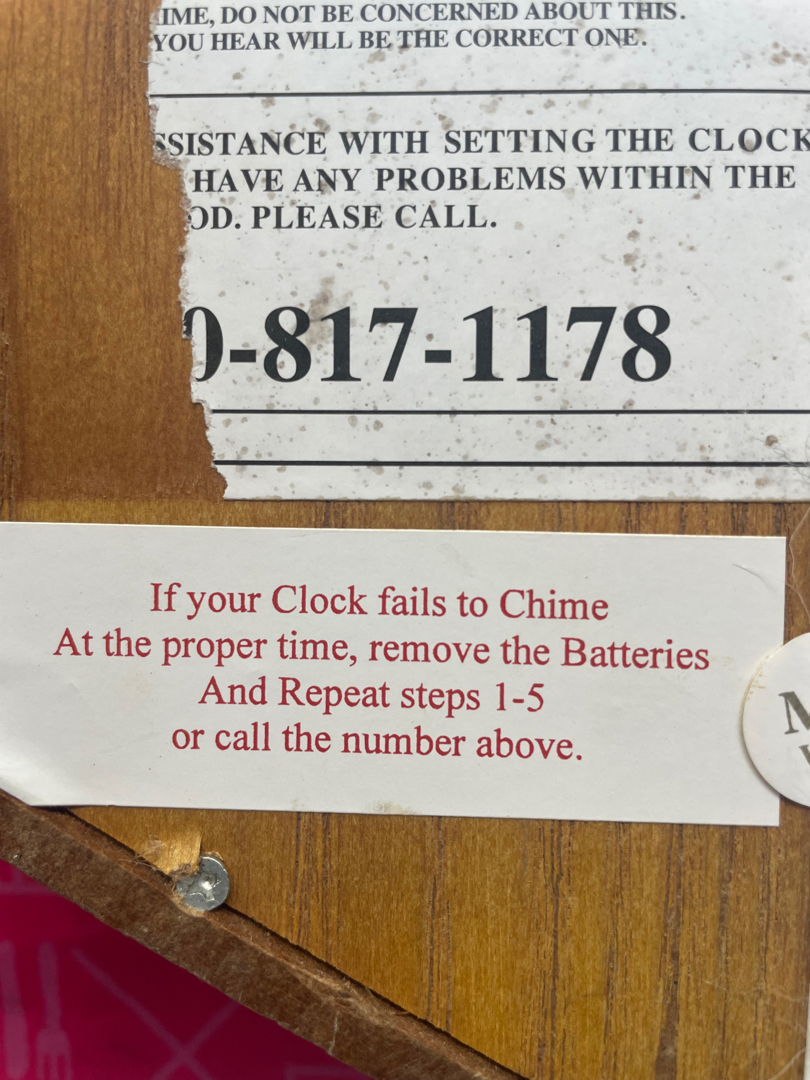 IME, DO NOT BE CONCERNED ABOUT THIS.
YOU HEAR WILL BE THE CORRECT ONE.
SSISTANCE WITH SETTING THE CLOCK
HAVE ANY PROBLEMS WITHIN THE
OD. PLEASE CALL.
0-817-1178
If your Clock fails to Chime
At the proper time, remove the Batteries
And Repeat steps 1-5
or call the number above.